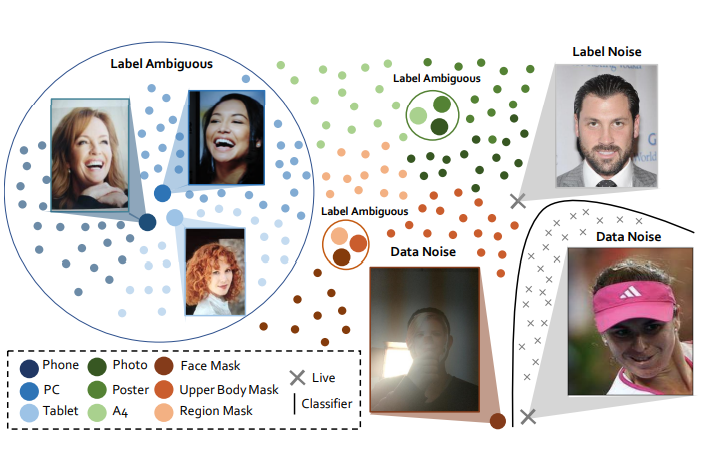 Label Noise
Label Ambiguous
Label Ambiguous
Label Ambiguous
Data Noise
Data Noise
Phone
Photo
Face Mask
PC
Poster
Upper Body Mask
Tablet
A4
Region Mask
Live
Classifier